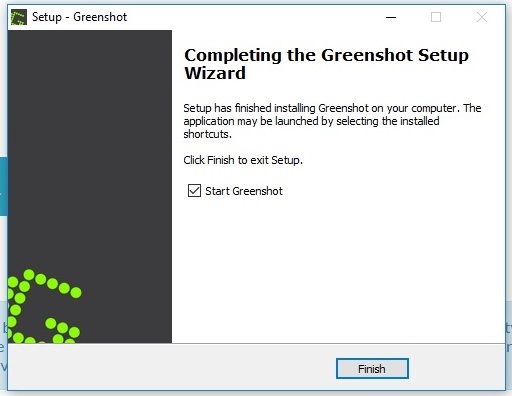 Setup - Greenshot
Completing the Greenshot Setup
Wizard
Setup has finished installing Greenshot on your computer. The
application may be launched by selecting the installed
shortcuts.
Click Finish to exit Setup.
Start Greenshot
Finish